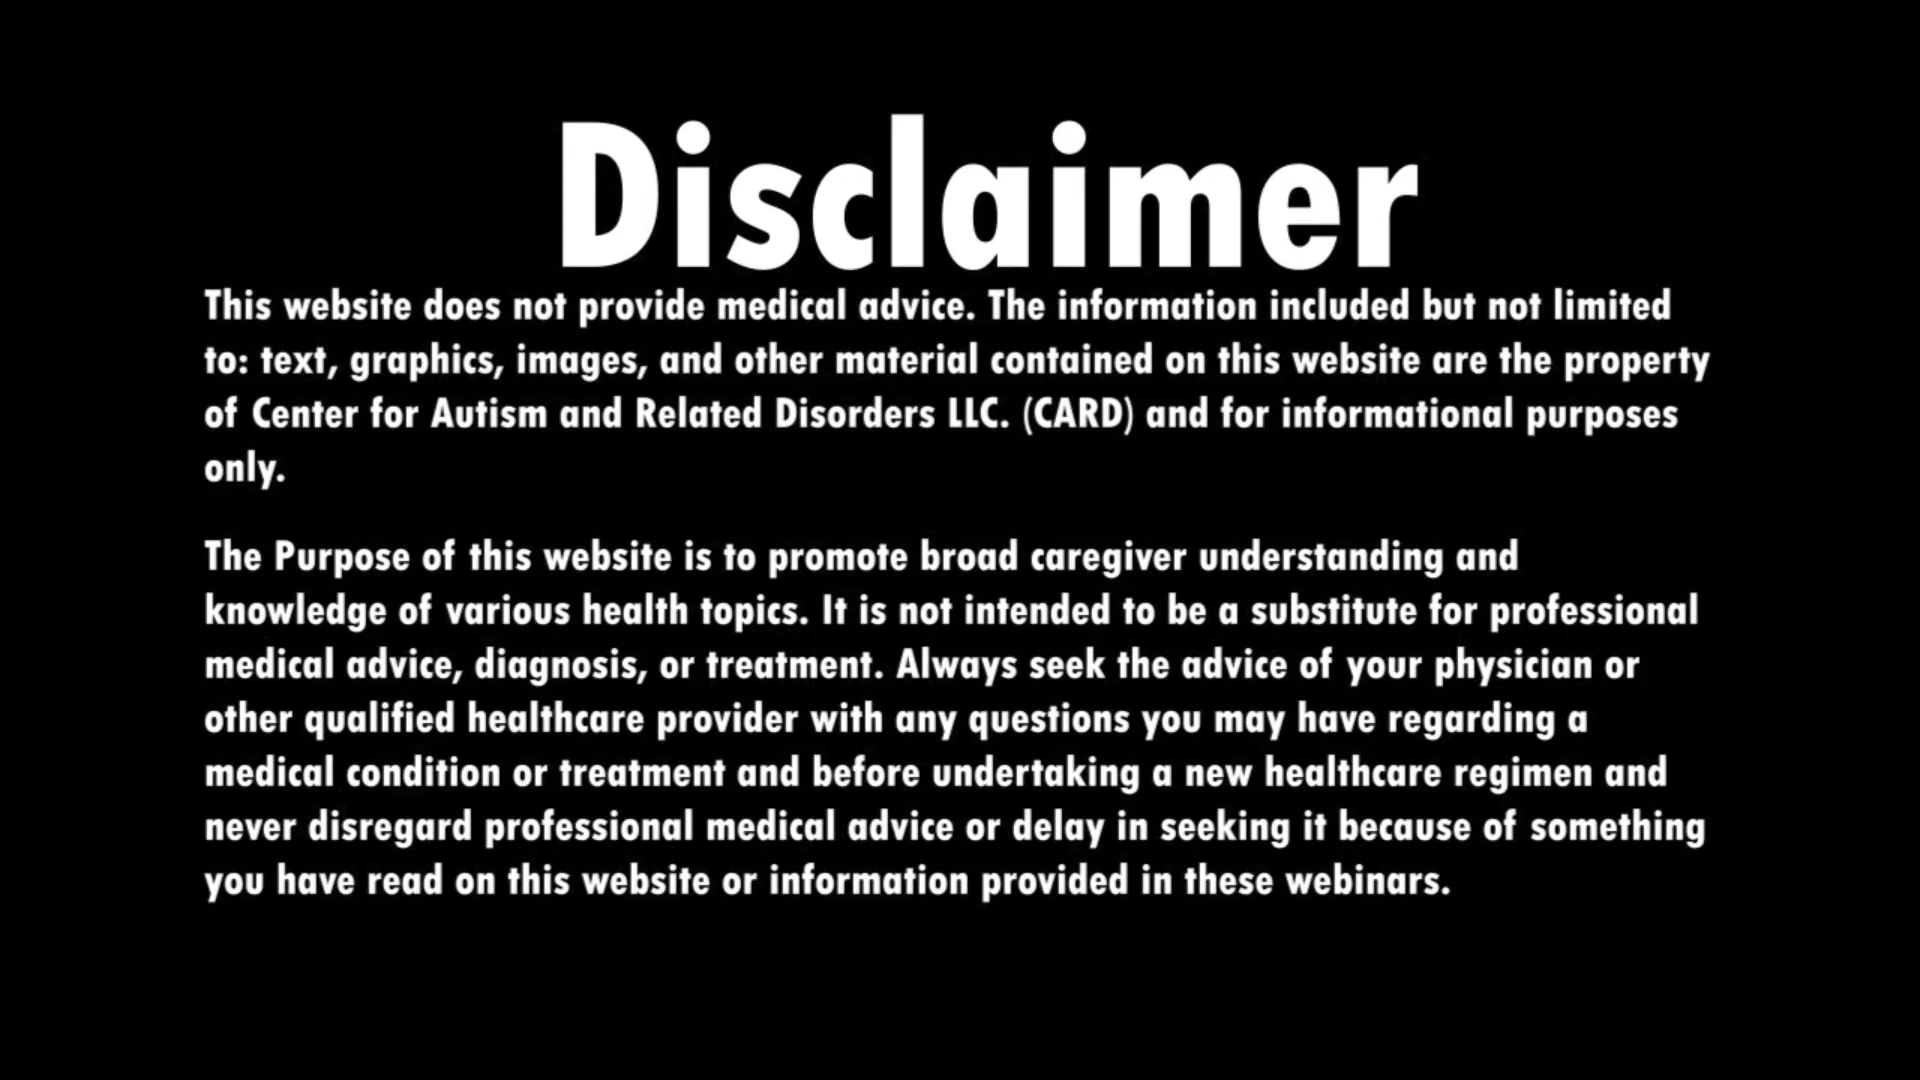 Disclaimer
This website does not provide medical advice. The information included but not limited
to: text, graphics, images, and other material contained on this website are the property
of Center for Autism and Related Disorders LLC. (CARD) and for informational purposes
only.
The Purpose of this website is to promote broad caregiver understanding and
knowledge of various health topics. It is not intended to be a substitute for professional
medical advice, diagnosis, or treatment. Always seek the advice of your physician or
other qualified healthcare provider with any questions you may have regarding a
medical condition or treatment and before undertaking a new healthcare regimen and
never disregard professional medical advice or delay in seeking it because of something
you have read on this website or information provided in these webinars.